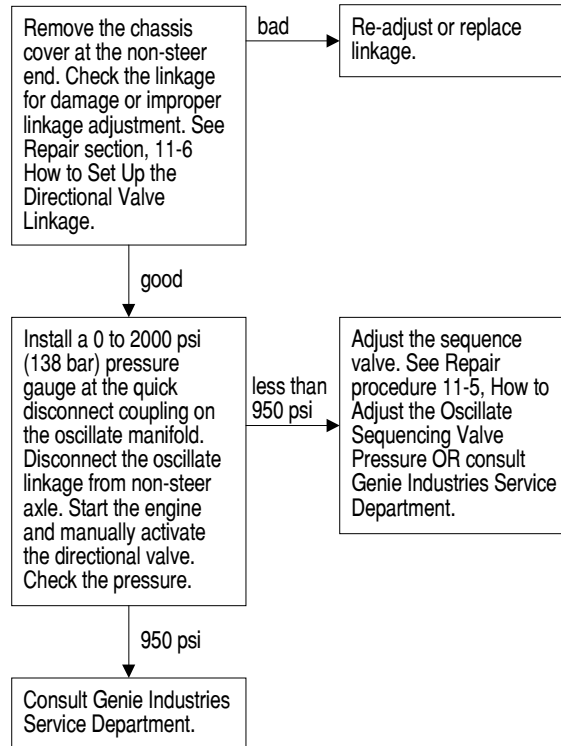 Remove the chassis
cover at the non-steer
end. Check the linkage
for damage or improper
linkage adjustment. See
Repair section, 11-6
How to Set Up the
Directional Valve
Linkage.
bad
Re-adjust or replace
linkage.
good
Install a 0 to 2000 psi
(138 bar) pressure
gauge at the quick
disconnect coupling on
the oscillate manifold.
Disconnect the oscillate
linkage from non-steer
axle. Start the engine
and manually activate
the directional valve.
Check the pressure.
less than
950 psi
Adjust the sequence
valve. See Repair
procedure 11-5, How to
Adjust the Oscillate
Sequencing Valve
Pressure OR consult
Genie Industries Service
Department.
950 psi
Consult Genie Industries
Service Department.